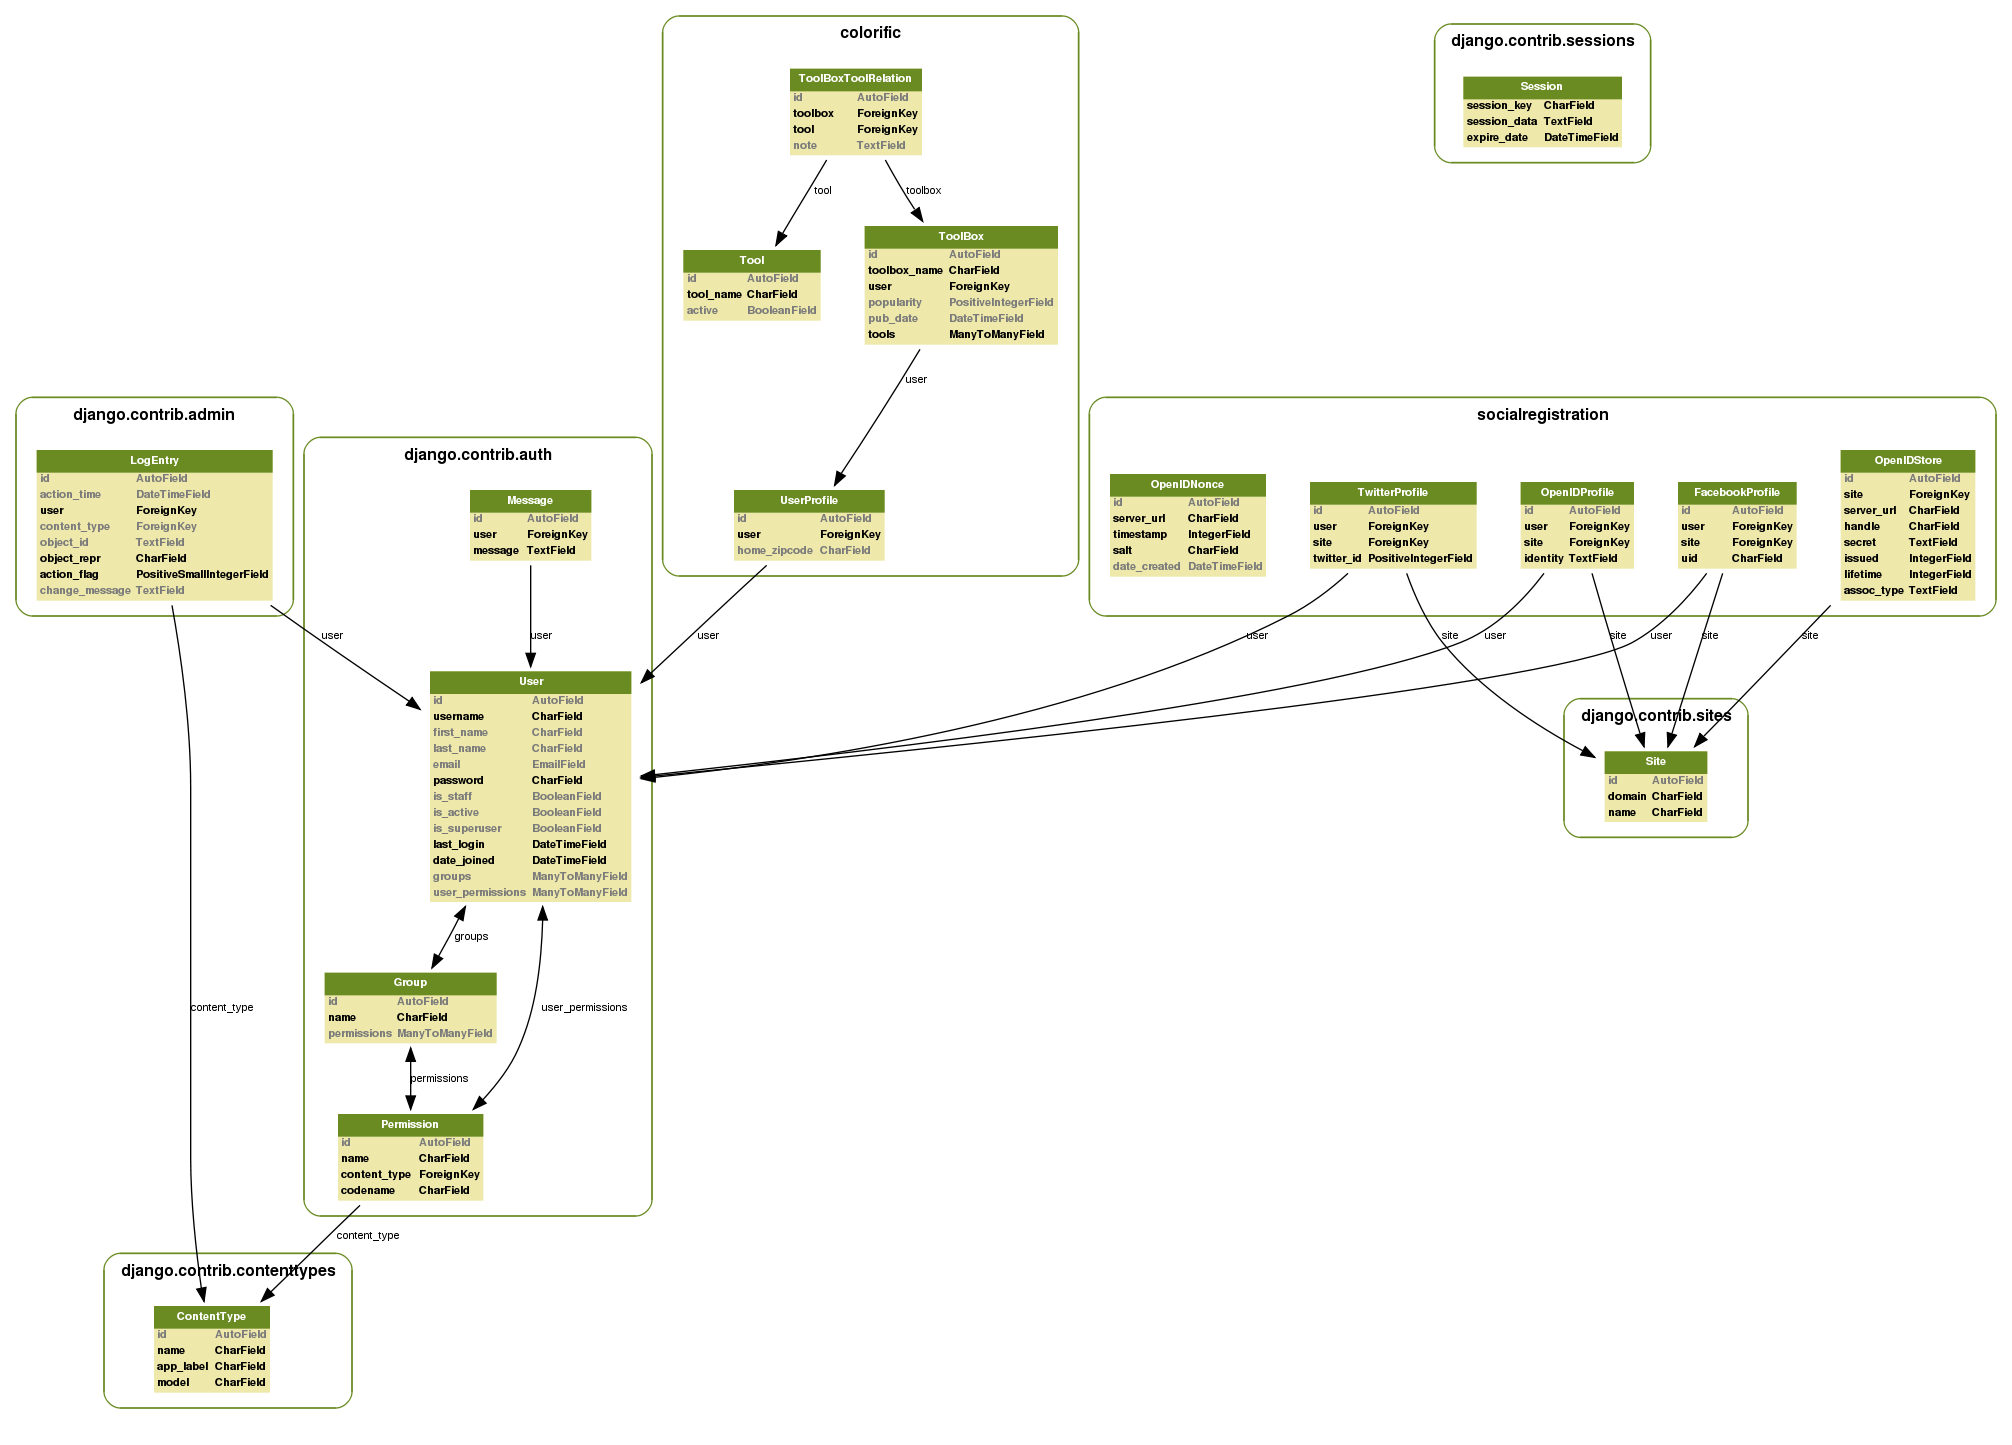 colorific
ToolBoxToolRelation
id AutoField
toolbox ForeignKey
tool ForeignKey
note TextField
tool
toolbox
Tool
id AutoField
tool_name CharField
active BooleanField
ToolBox
id AutoField
toolbox_name CharField
user ForeignKey
popularity PositiveIntegerField
pub_date DateTimeField
tools ManyToManyField
user
UserProfile
id AutoField
user ForeignKey
home_zipcode CharField
user
django.contrib.sessions
Session
session_key CharField
session_data TextField
expire_date DateTimeField
django.contrib.admin
LogEntry
id AutoField
action_time DateTimeField
user ForeignKey
content_type ForeignKey
object_id TextField
object_repr CharField
action_flag PositiveSmallIntegerField
change_message TextField
user
content_type
django.contrib.auth
Message
id AutoField
user ForeignKey
message TextField
user
User
id AutoField
username CharField
first_name CharField
last_name CharField
email EmailField
password CharField
is_staff BooleanField
is_active BooleanField
is_superuser BooleanField
last_login DateTimeField
date_joined DateTimeField
groups ManyToManyField
user_permissions ManyToManyField
groups
user_permissions
Group
id AutoField
name CharField
permissions ManyToManyField
permissions
Permission
id AutoField
name CharField
content_type ForeignKey
codename CharField
content_type
django.contrib.contenttypes
ContentType
id AutoField
name CharField
app_label CharField
model CharField
socialregistration
OpenIDNonce
id AutoField
server_url CharField
timestamp IntegerField
salt CharField
date_created DateTimeField
TwitterProfile
id AutoField
user ForeignKey
site ForeignKey
twitter_id PositiveIntegerField
OpenIDProfile
id AutoField
user ForeignKey
site ForeignKey
identity TextField
FacebookProfile
id AutoField
user ForeignKey
site ForeignKey
uid CharField
OpenIDStore
id AutoField
site ForeignKey
server_url CharField
handle CharField
secret TextField
issued IntegerField
lifetime IntegerField
assoc_type TextField
user
site
user
site
user
site
site
django.contrib.sites
Site
id AutoField
domain CharField
name CharField